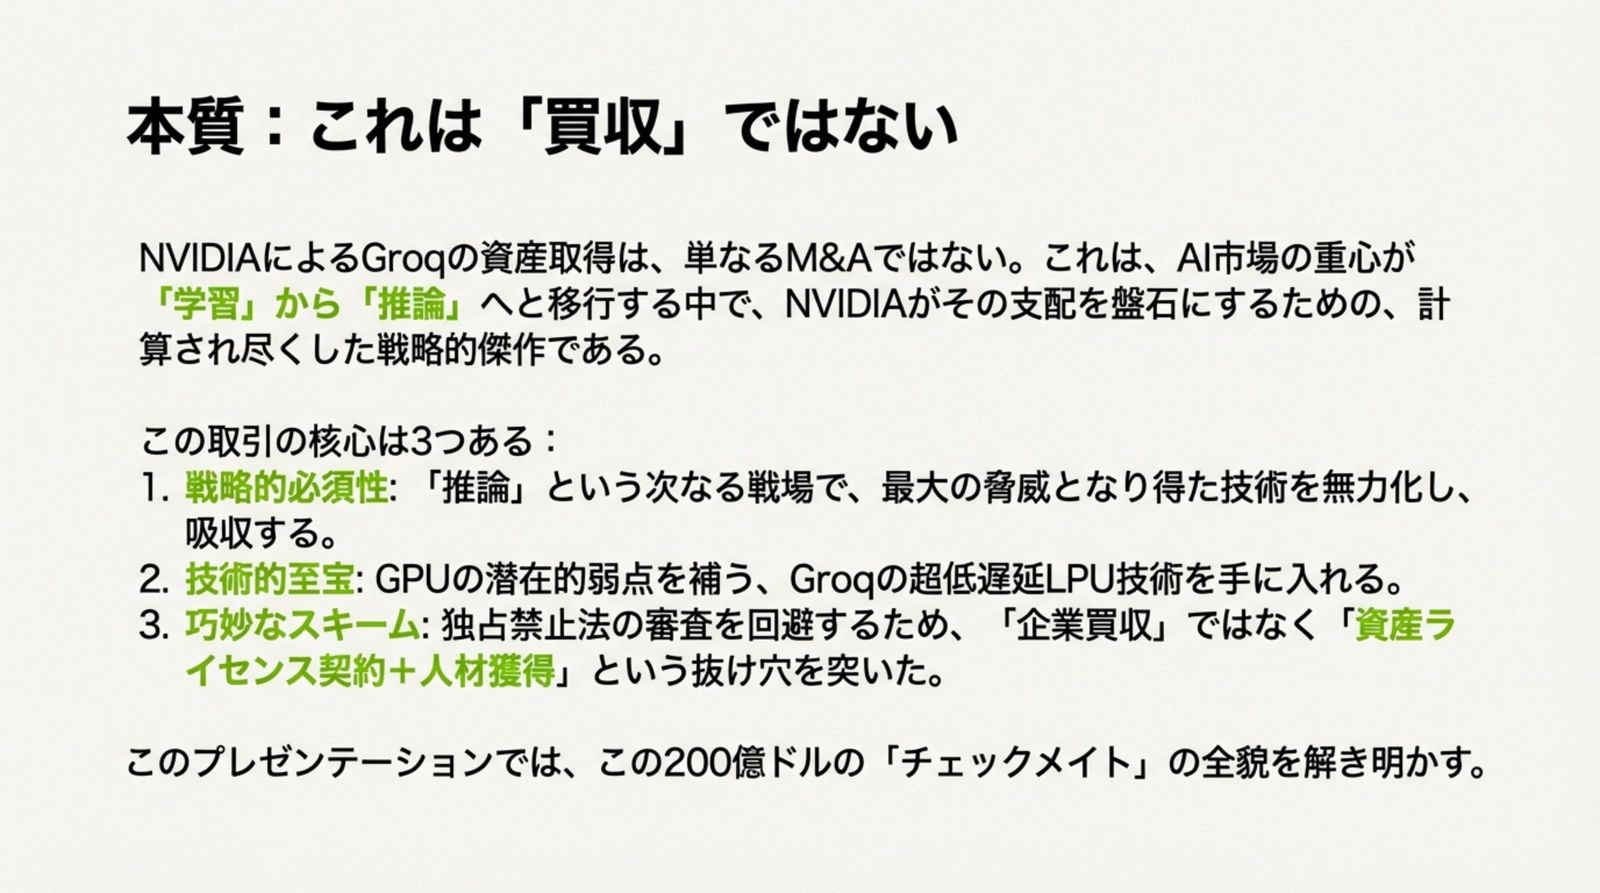 本質：これは「買収」ではない
NVIDIAによるGroqの資産取得は、単なるM&Aではない。これは、AI市場の重心が
「学習」から「推論」へと移行する中で、NVIDIAがその支配を盤石にするための、計
算され尽くした戦略的傑作である。
この取引の核心は3つある：
1. 戦略的必須性: 「推論」という次なる戦場で、最大の脅威となり得た技術を無力化し、
吸収する。
2. 技術的至宝: GPUの潜在的弱点を補う、Groqの超低遅延LPU技術を手に入れる。
3. 巧妙なスキーム: 独占禁止法の審査を回避するため、「企業買収」ではなく「資産ラ
イセンス契約＋人材獲得」という抜け穴を突いた。
このプレゼンテーションでは、この200億ドルの「チェックメイト」の全貌を解き明かす。